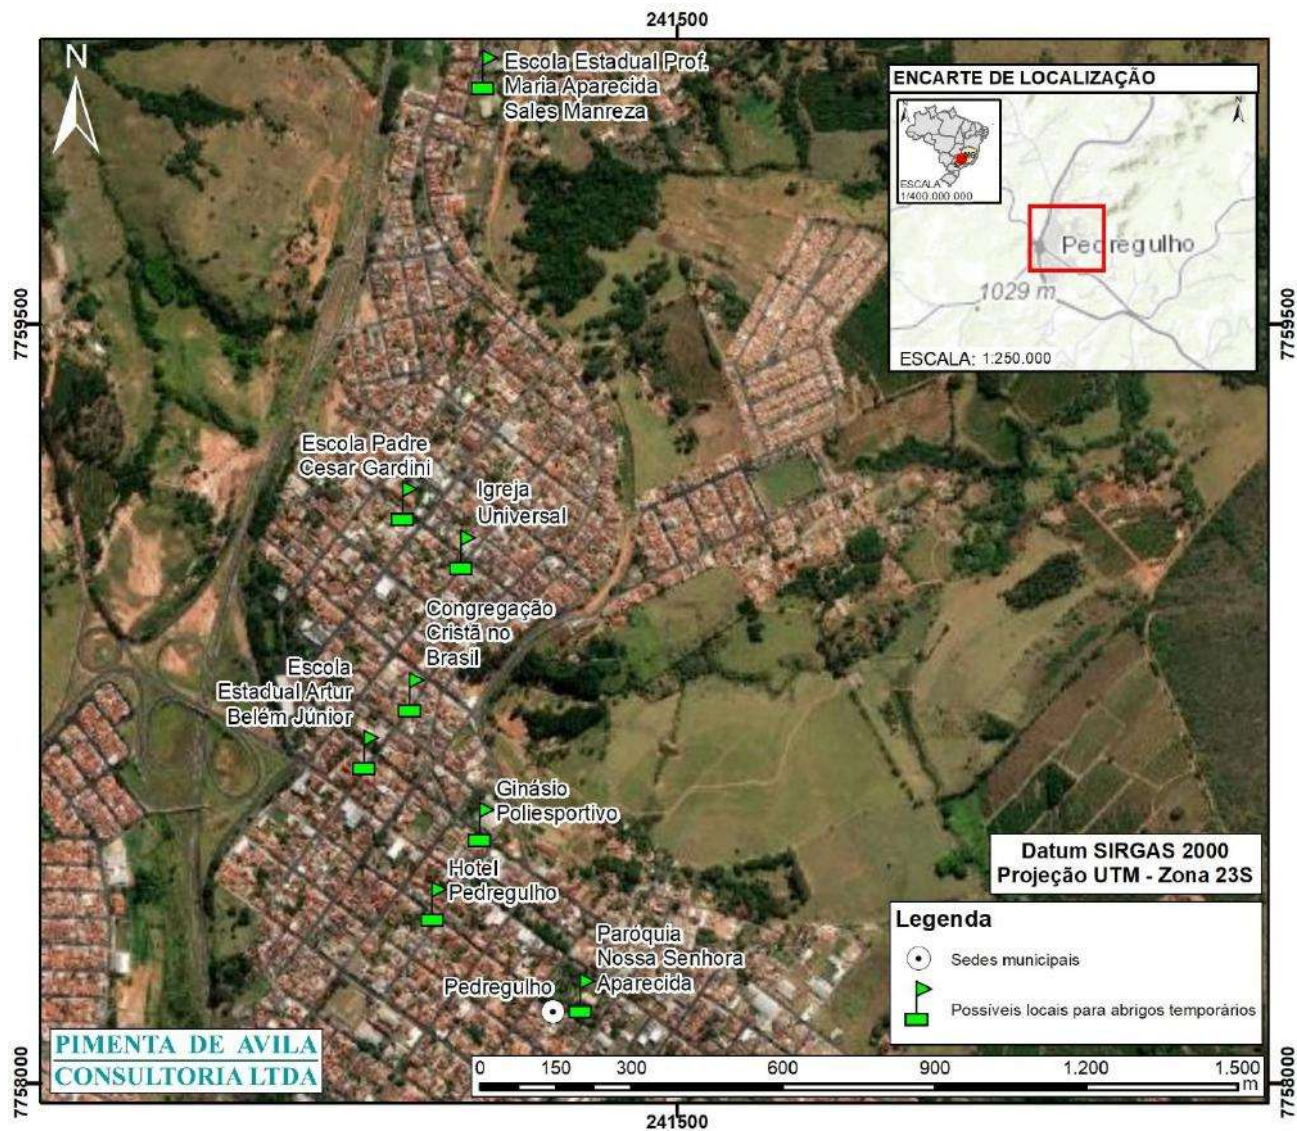 241500
N
Escola Estadual Prof.
Maria Aparecida
Sales Manreza
ENCARTE DE LOCALIZAÇÃO
N
N
MG
ESCALA
1/400.000.000
Pedregulho
1029 m
ESCALA: 1:250.000
7759500
7759500
Escola Padre
Cesar Gardini
Igreja
Universal
Congregação
Cristã no
Brasil
Escola
Estadual Artur
Belém Júnior
Ginásio
Poliesportivo
Hotel
Pedregulho
Paróquia
Nossa Senhora
Aparecida
Pedregulho
Datum SIRGAS 2000
Projeção UTM - Zona 23S
Legenda
Sedes municipais
Possíveis locais para abrigos temporários
PIMENTA DE AVILA
CONSULTORIA LTDA
0 150 300 600 900 1.200 1.500
m
7758000
7758000
241500